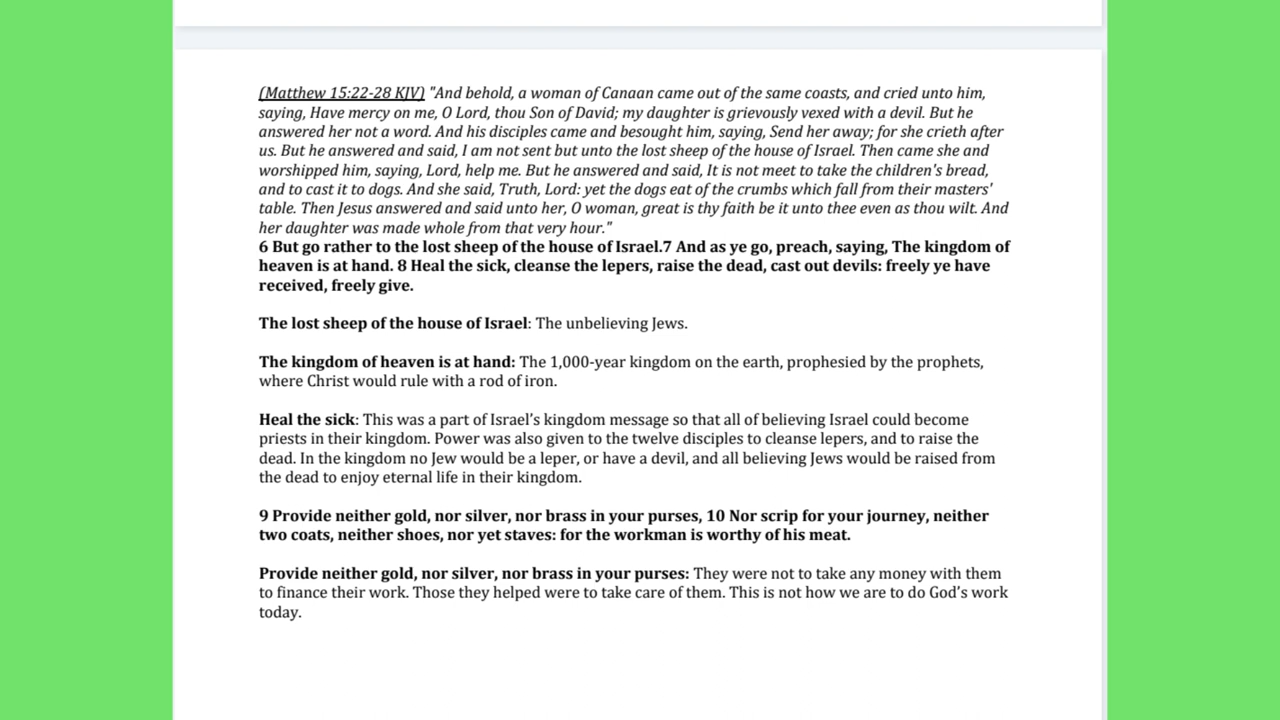 (Matthew 15:22-28 KJV) "And behold, a woman of Canaan came out of the same coasts, and cried unto him,
saying, Have mercy on me, O Lord, thou Son of David; my daughter is grievously vexed with a devil. But he
answered her not a word. And his disciples came and besought him, saying, Send her away; for she crieth after
us. But he answered and said, I am not sent but unto the lost sheep of the house of Israel. Then came she and
worshipped him, saying, Lord, help me. But he answered and said, It is not meet to take the children's bread,
and to cast it to dogs. And she said, Truth, Lord: yet the dogs eat of the crumbs which fall from their masters'
table. Then Jesus answered and said unto her, O woman, great is thy faith be it unto thee even as thou wilt. And
her daughter was made whole from that very hour."
6 But go rather to the lost sheep of the house of Israel.7 And as ye go, preach, saying, The kingdom of
heaven is at hand. 8 Heal the sick, cleanse the lepers, raise the dead, cast out devils: freely ye have
received, freely give.
The lost sheep of the house of Israel: The unbelieving Jews.
The kingdom of heaven is at hand: The 1,000-year kingdom on the earth, prophesied by the prophets,
where Christ would rule with a rod of iron.
Heal the sick: This was a part of Israel’s kingdom message so that all of believing Israel could become
priests in their kingdom. Power was also given to the twelve disciples to cleanse lepers, and to raise the
dead. In the kingdom no Jew would be a leper, or have a devil, and all believing Jews would be raised from
the dead to enjoy eternal life in their kingdom.
9 Provide neither gold, nor silver, nor brass in your purses, 10 Nor scrip for your journey, neither
two coats, neither shoes, nor yet staves: for the workman is worthy of his meat.
Provide neither gold, nor silver, nor brass in your purses: They were not to take any money with them
to finance their work. Those they helped were to take care of them. This is not how we are to do God’s work
today.